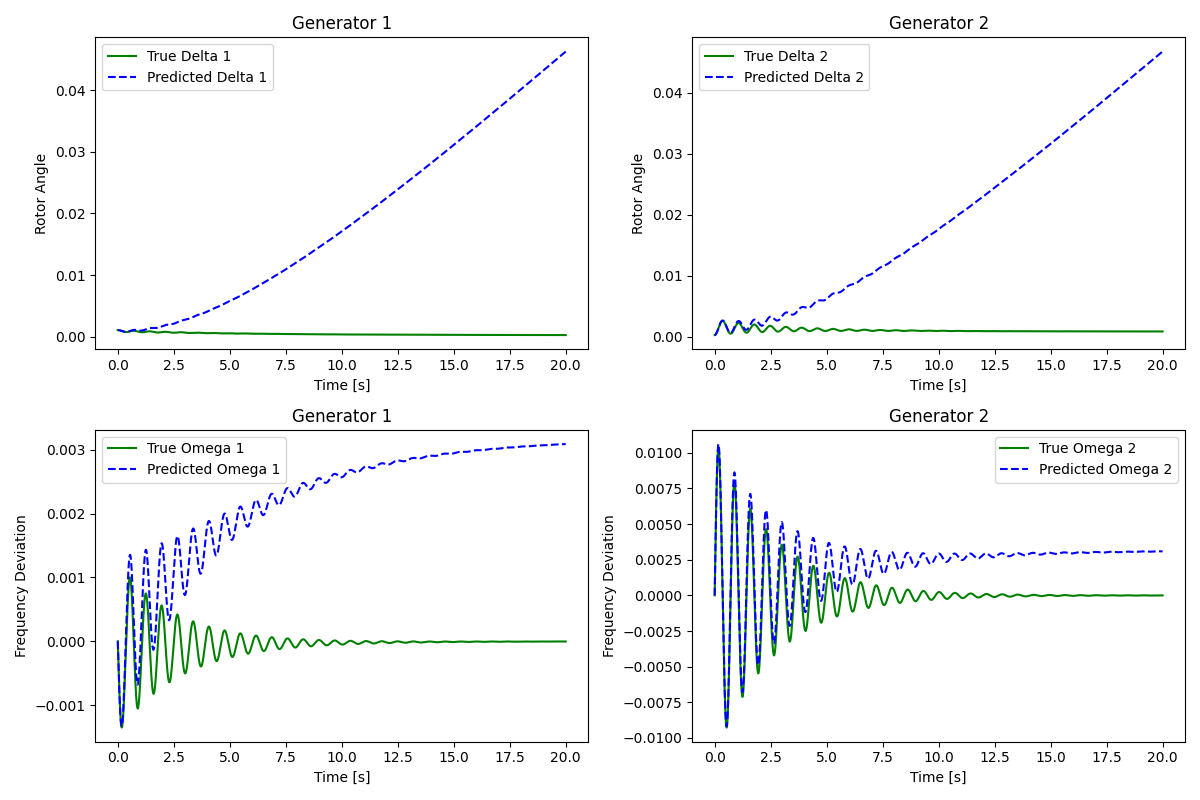 Generator 1
True Delta 1
Predicted Delta 1
Rotor Angle
0.04
0.03
0.02
0.01
0.00
0.0 2.5 5.0 7.5 10.0 12.5 15.0 17.5 20.0
Time [s]
Generator 2
True Delta 2
Predicted Delta 2
Rotor Angle
0.04
0.03
0.02
0.01
0.00
0.0 2.5 5.0 7.5 10.0 12.5 15.0 17.5 20.0
Time [s]
Generator 1
True Omega 1
Predicted Omega 1
Frequency Deviation
0.003
0.002
0.001
0.000
−0.001
0.0 2.5 5.0 7.5 10.0 12.5 15.0 17.5 20.0
Time [s]
Generator 2
True Omega 2
Predicted Omega 2
Frequency Deviation
0.0100
0.0075
0.0050
0.0025
0.0000
−0.0025
−0.0050
−0.0075
−0.0100
0.0 2.5 5.0 7.5 10.0 12.5 15.0 17.5 20.0
Time [s]